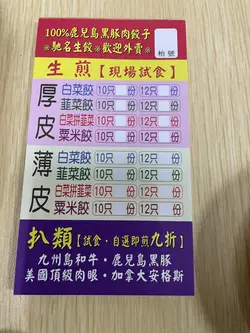 100%鹿兒島黑豚肉餃子
※馳名生餃※歡迎外賣※
枱號
生煎【現場試食】
厚皮
白菜餃 10只 份 12只 份
韮菜餃 10只 份 12只 份
白菜拼韮菜 10只 份 12只 份
粟米餃 10只 份 12只 份
薄皮
白菜餃 10只 份 12只 份
韮菜餃 10只 份 12只 份
白菜拼韮菜 10只 份 12只 份
粟米餃 10只 份 12只 份
扒類【試食・自選即煎九折】
九州島和牛・鹿兒島黑豚
美國頂級肉眼・加拿大安格斯